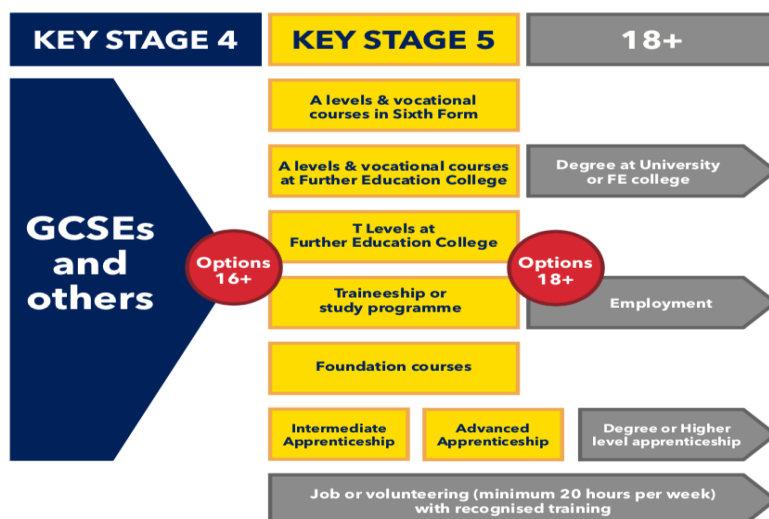 KEY STAGE 4
KEY STAGE 5
18+
GCSEs
and
others
Options
16+
A levels & vocational
courses in Sixth Form
A levels & vocational courses
at Further Education College
T Levels at
Further Education College
Traineeship or
study programme
Foundation courses
Intermediate
Apprenticeship
Advanced
Apprenticeship
Options
18+
Degree at University
or FE college
Employment
Degree or Higher
level apprenticeship
Job or volunteering (minimum 20 hours per week)
with recognised training